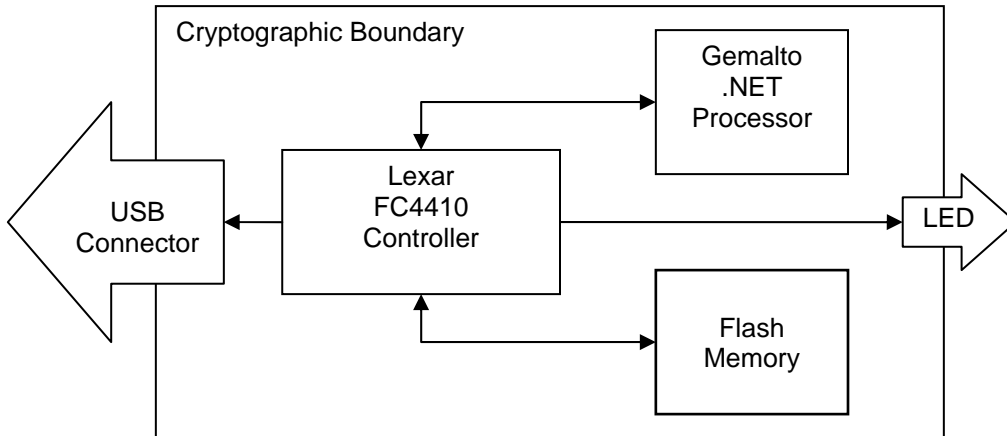 Cryptographic Boundary
Gemalto
.NET
Processor
Lexar
FC4410
Controller
USB
Connector
LED
Flash
Memory